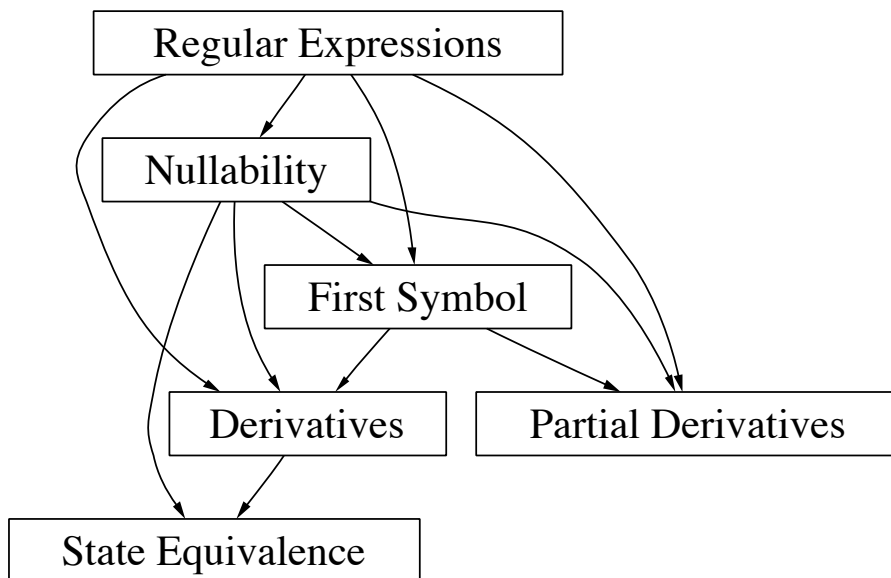 Regular Expressions
Nullability
First Symbol
Derivatives
Partial Derivatives
State Equivalence